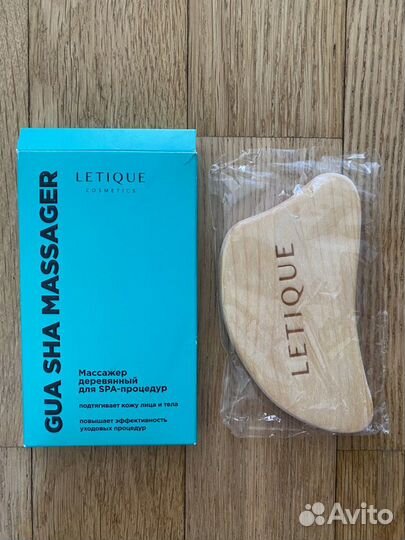 LETIQUE
COSMETICS
GUA SHA MASSAGER
Массажер
деревянный
для SPA-процедур
подтягивает кожу лица и тела
повышает эффективность
уходовых процедур
LETIQUE
Avito